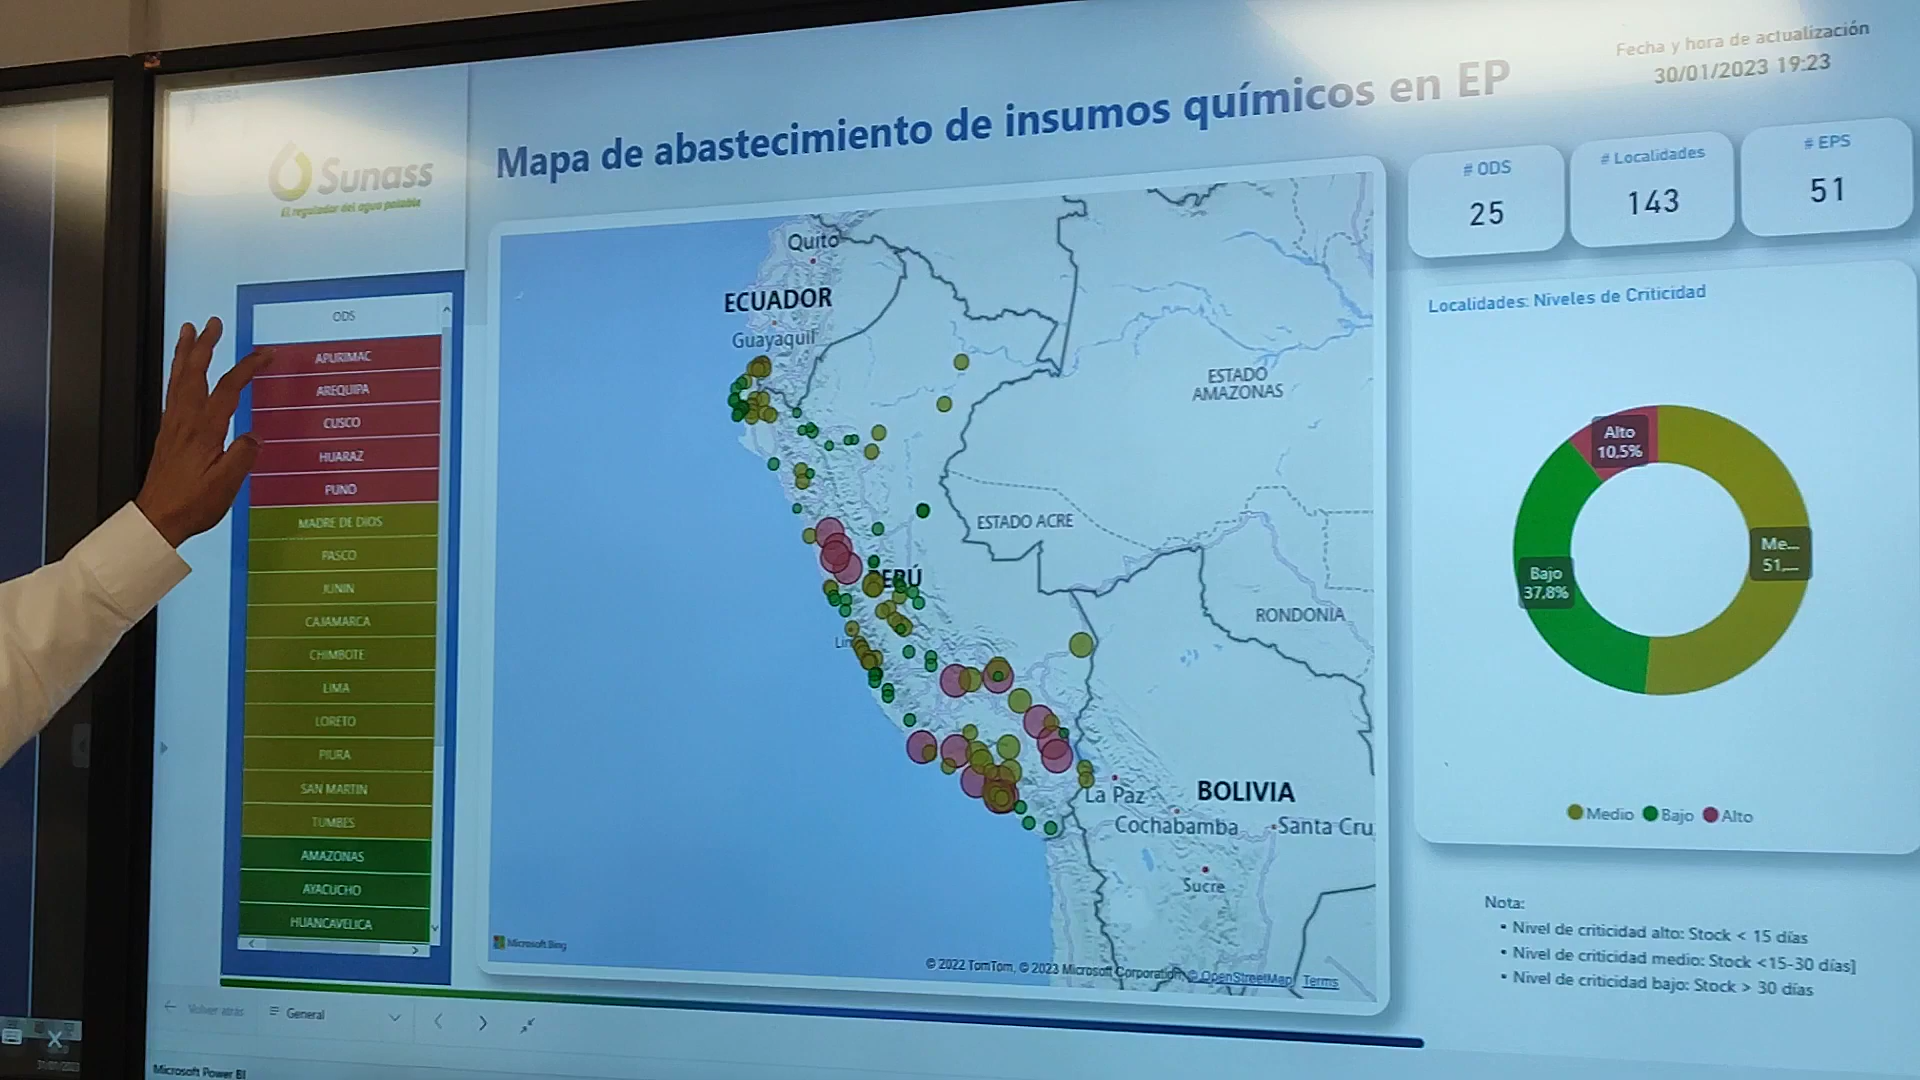 PRUEBA
Sunass
El regulador del agua potable
Mapa de abastecimiento de insumos químicos en EP
Fecha y hora de actualización
30/01/2023 19:23
# ODS
25
# Localidades
143
# EPS
51
ODS
APURIMAC
AREQUIPA
CUSCO
HUARAZ
PUNO
MADRE DE DIOS
PASCO
JUNIN
CAJAMARCA
CHIMBOTE
LIMA
LORETO
PIURA
SAN MARTIN
TUMBES
AMAZONAS
AYACUCHO
HUANCAVELICA
Quito
ECUADOR
Guayaquil
ESTADO
AMAZONAS
ESTADO ACRE
PERÚ
RONDONIA
Lim
La Paz
BOLIVIA
Cochabamba
Santa Cru
Sucre
Microsoft Bing
© 2022 TomTom, © 2023 Microsoft Corporation, © OpenStreetMap Terms
Localidades: Niveles de Criticidad
Alto
10,5%
Me...
51,...
Bajo
37,8%
Medio Bajo Alto
Nota:
• Nivel de criticidad alto: Stock < 15 días
• Nivel de criticidad medio: Stock <15-30 días]
• Nivel de criticidad bajo: Stock > 30 días
Volver atrás
General
Microsoft Power BI